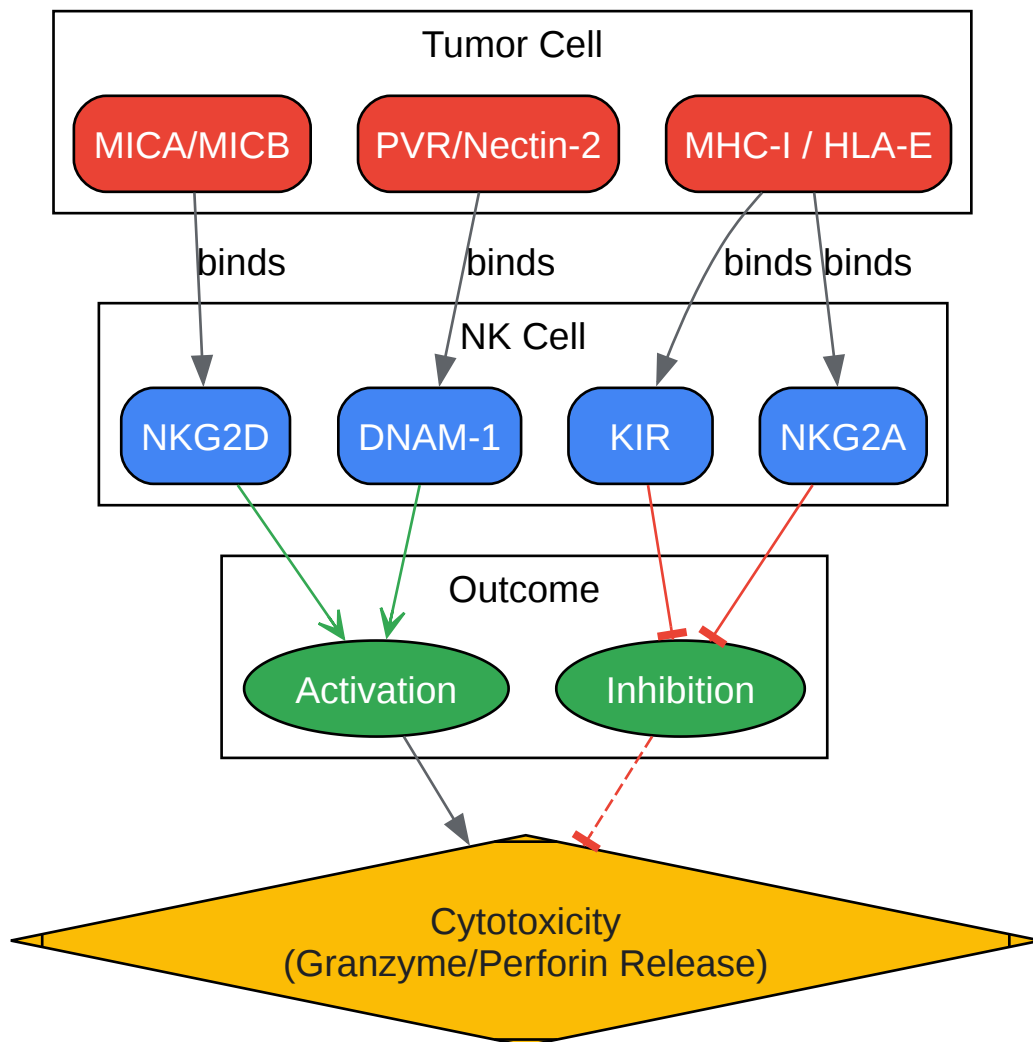 Tumor Cell
MICA/MICB
PVR/Nectin-2
MHC-I / HLA-E
binds
binds
binds
binds
NK Cell
NKG2D
DNAM-1
KIR
NKG2A
Outcome
Activation
Inhibition
Cytotoxicity
(Granzyme/Perforin Release)